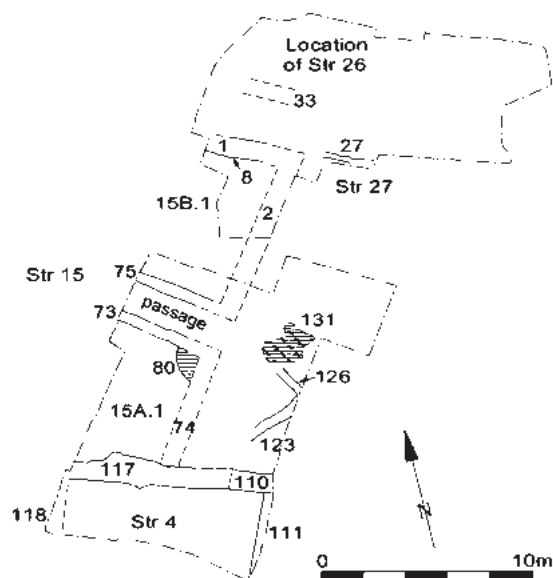 Location
of Str 26
33
1
27
8
Str 27
15B.1
2
Str 15
75
passage
73
131
80
126
15A.1
74
123
117
110
118
Str 4
111
N
0
10m